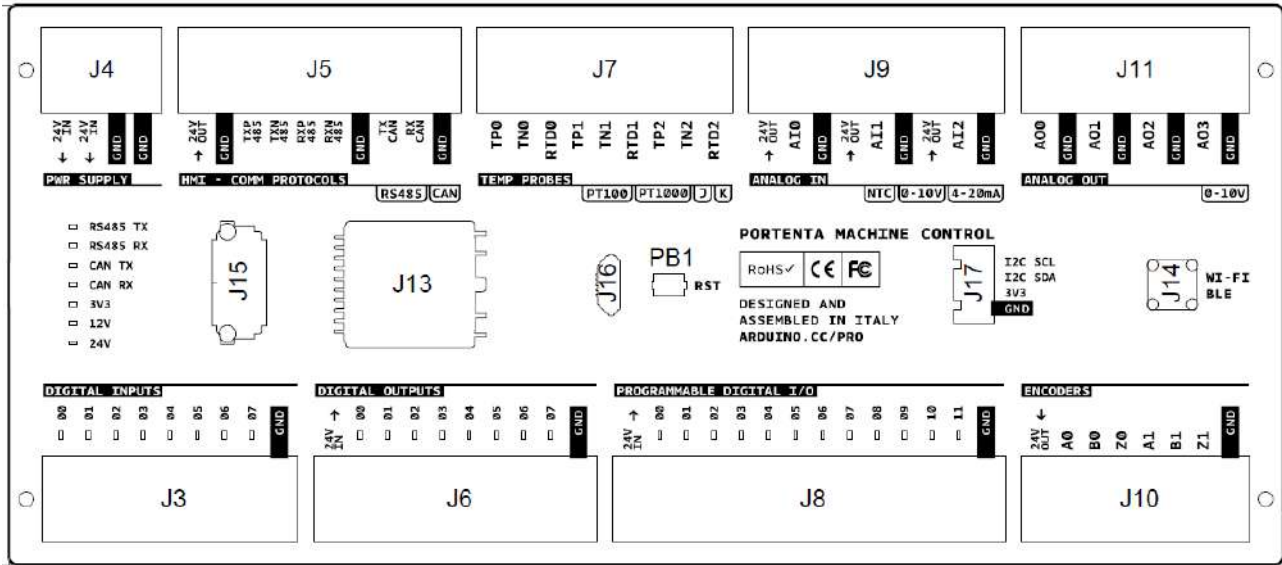 J4 J5 J7 J9 J11
← 24V IN ← 24V IN GND GND → 24V OUT GND TXP 485 TXN 485 RXP 485 RXN 485 GND TX CAN RX CAN GND TP0 TN0 RTD0 TP1 TN1 RTD1 TP2 TN2 RTD2 → 24V OUT AI0 GND → 24V OUT AI1 GND → 24V OUT AI2 GND AO0 GND AO1 GND AO2 GND AO3 GND
PWR SUPPLY HMI - COMM PROTOCOLS TEMP PROBES ANALOG IN ANALOG OUT
RS485 CAN PT100 PT1000 J K NTC 0-10V 4-20mA 0-10V
RS485 TX
RS485 RX
CAN TX
CAN RX
3V3
12V
24V
J15
J13
J16
PB1
RST
PORTENTA MACHINE CONTROL
RoHS✓ CE FC
DESIGNED AND
ASSEMBLED IN ITALY
ARDUINO.CC/PRO
J17
I2C SCL
I2C SDA
3V3
GND
J14
WI-FI
BLE
DIGITAL INPUTS DIGITAL OUTPUTS PROGRAMMABLE DIGITAL I/O ENCODERS
00 01 02 03 04 05 06 07 GND 24V IN → 00 01 02 03 04 05 06 07 GND 24V IN → 00 01 02 03 04 05 06 07 08 09 10 11 GND 24V OUT ← A0 B0 Z0 A1 B1 Z1 GND
J3 J6 J8 J10